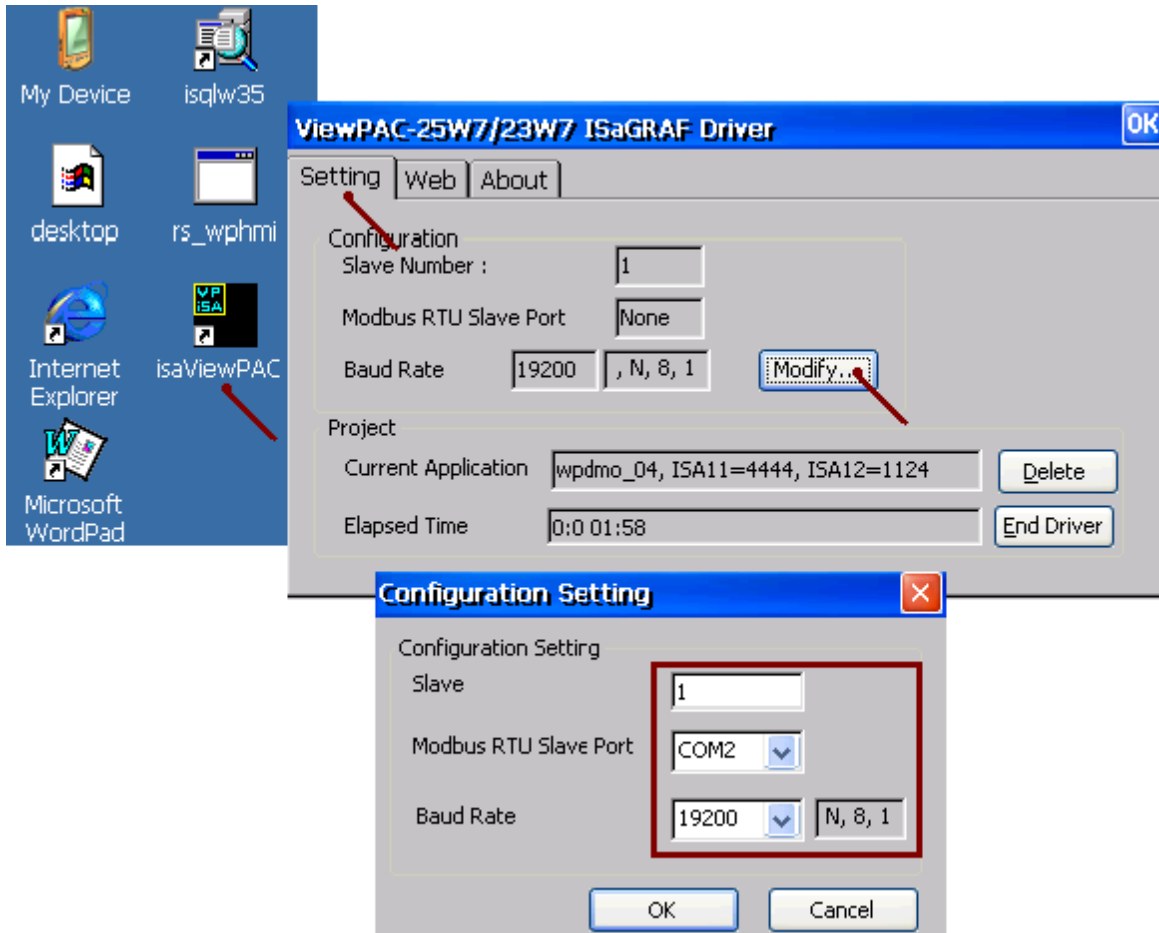 My Device
isqlw35
desktop
rs_wphmi
Internet
Explorer
VP
iSA
isaViewPAC
Microsoft
WordPad
ViewPAC-25W7/23W7 ISaGRAF Driver
OK
Setting
Web
About
Configuration
Slave Number :
1
Modbus RTU Slave Port
None
Baud Rate
19200
, N, 8, 1
Modify...
Project
Current Application
wpdmo_04, ISA11=4444, ISA12=1124
Delete
Elapsed Time
0:0 01:58
End Driver
Configuration Setting
Configuration Setting
Slave
1
Modbus RTU Slave Port
COM2
Baud Rate
19200
N, 8, 1
OK
Cancel